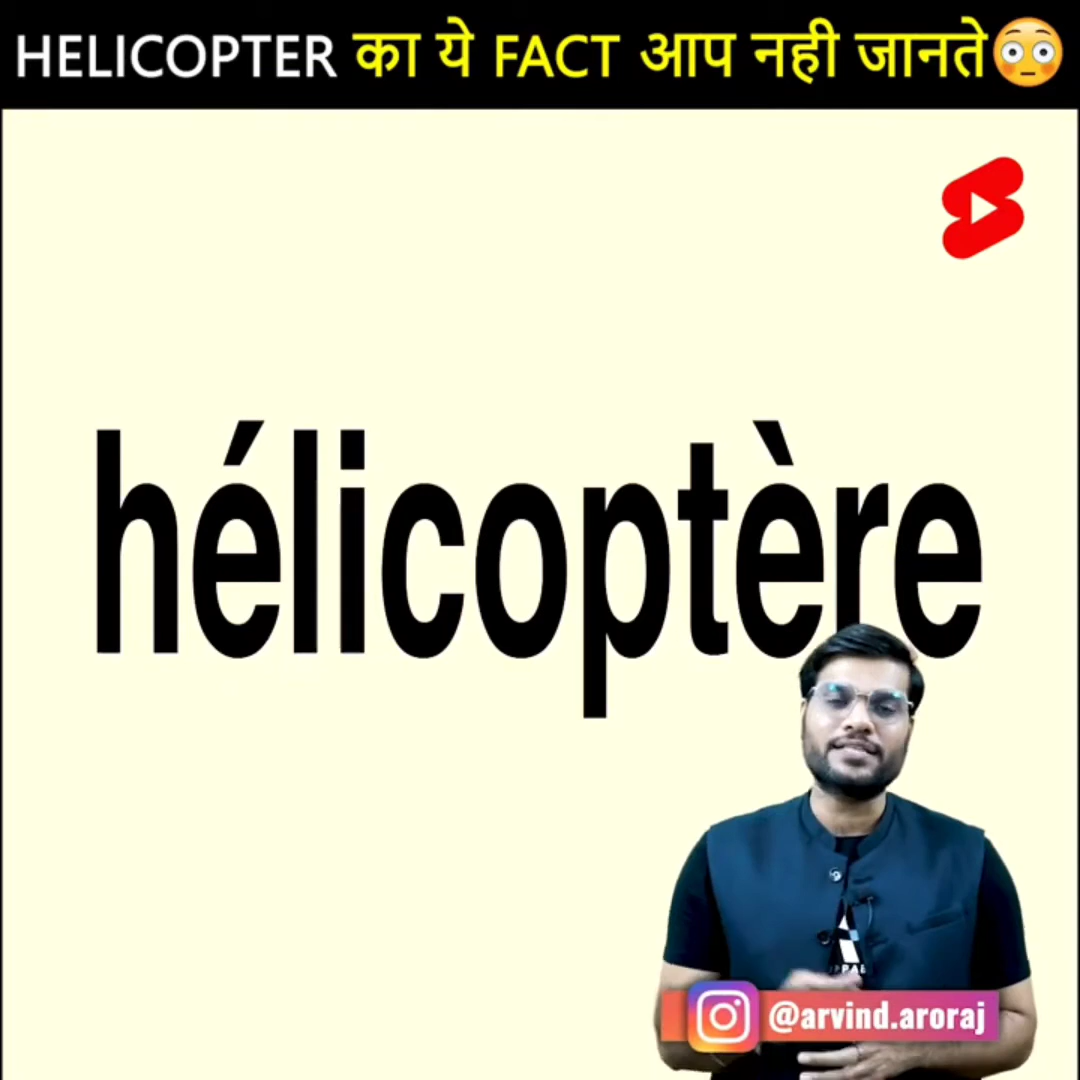 HELICOPTER का ये FACT आप नही जानते😳
hélicoptère
@arvind.aroraj